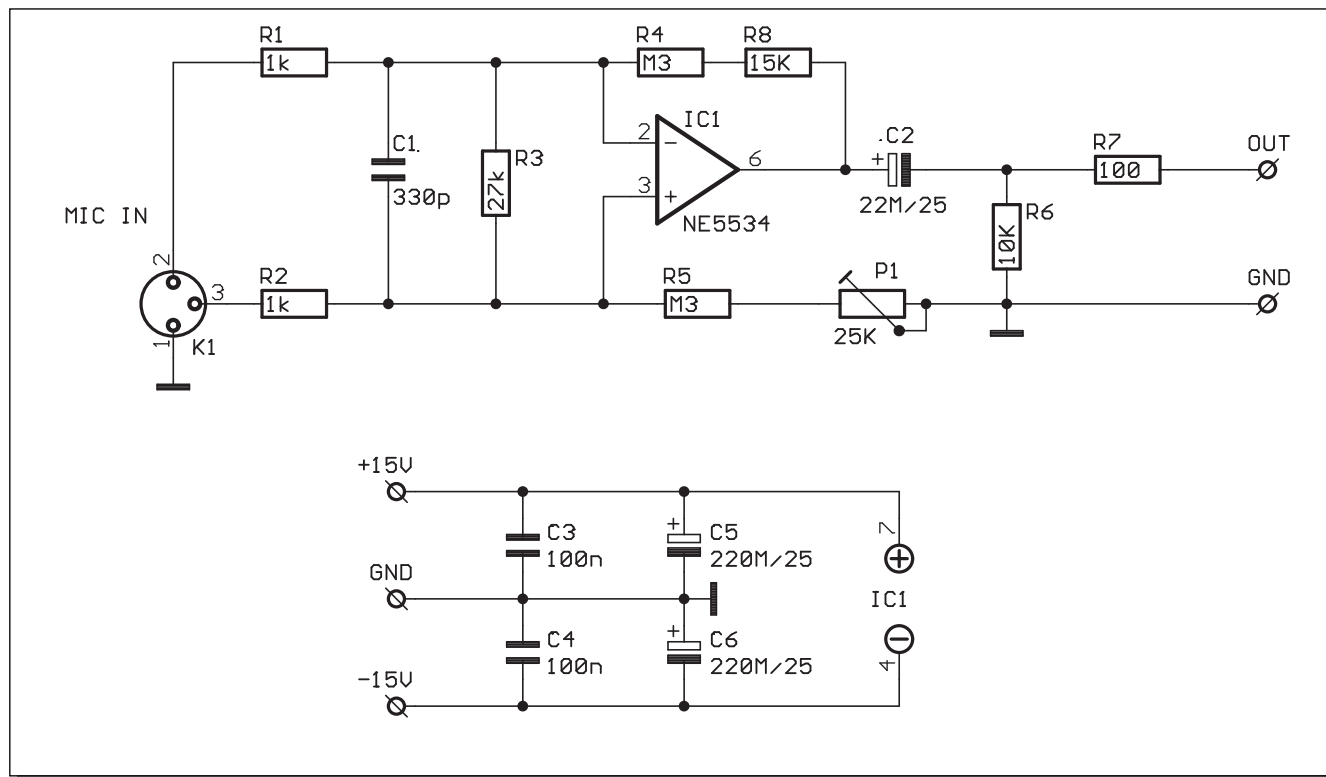 R1
1k
R4
M3
R8
15K
IC1
2
-
3
+
6
NE5534
C1.
330p
R3
27k
.C2
+
22M/25
R7
100
OUT
R6
10K
MIC IN
2
3
1
K1
R2
1k
R5
M3
P1
25K
GND
+15V
C3
100n
+
C5
220M/25
7
+
GND
IC1
C4
100n
+
C6
220M/25
-
4
-15V